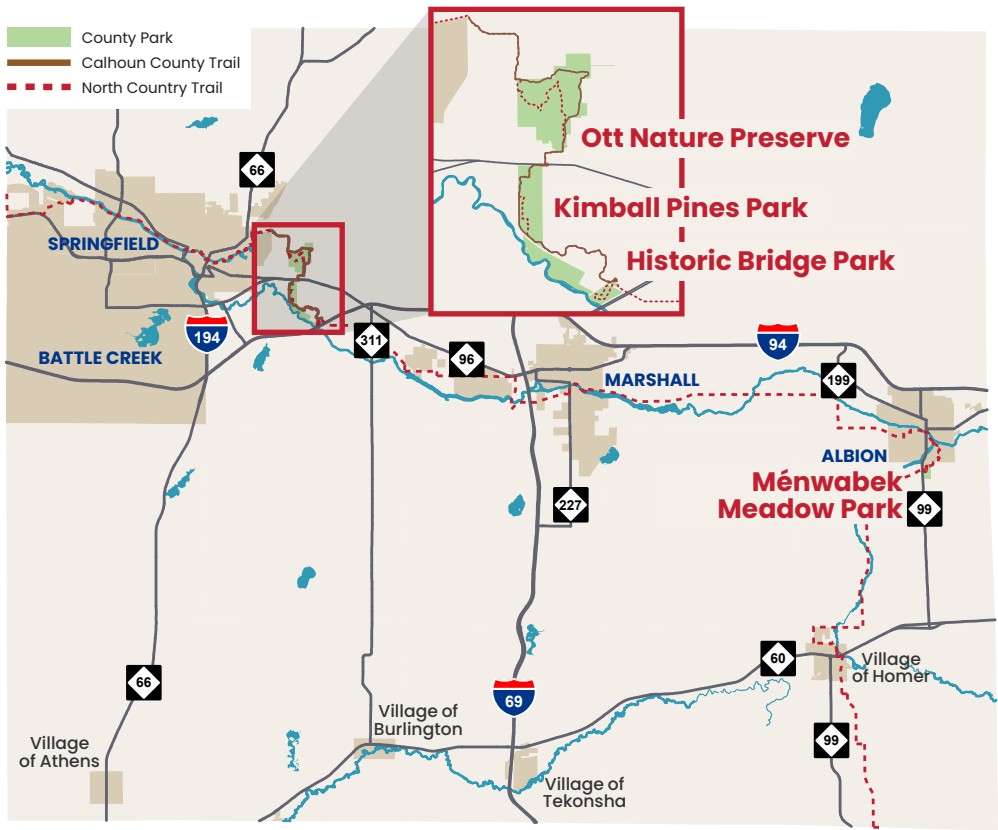 County Park
Calhoun County Trail
North Country Trail
Ott Nature Preserve
66
Kimball Pines Park
SPRINGFIELD
Historic Bridge Park
194
311
94
BATTLE CREEK
96
MARSHALL
199
ALBION
Ménwabek
Meadow Park
227
99
60
Village
of Homer
66
69
Village of
Burlington
99
Village
of Athens
Village of
Tekonsha